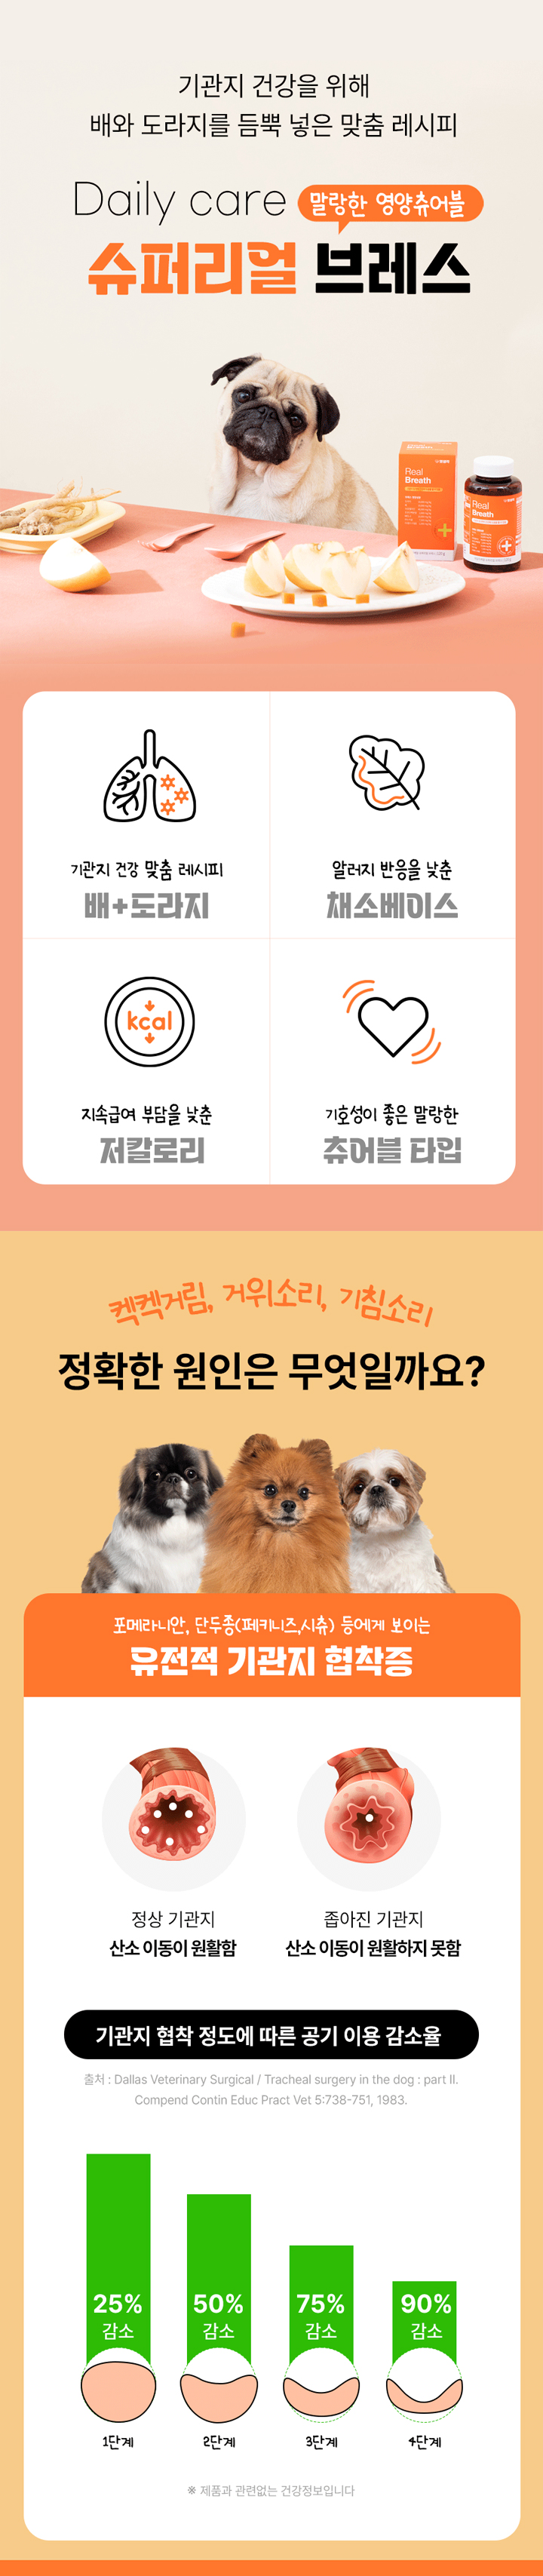 기관지 건강을 위해
배와 도라지를 듬뿍 넣은 맞춤 레시피
Daily care 말랑한 영양츄어블
슈퍼리얼 브레스
Real
Breath
Real
Breath
기관지 건강 맞춤 레시피
배+도라지
알러지 반응을 낮춘
채소베이스
kcal
지속급여 부담을 낮춘
저칼로리
기호성이 좋은 말랑한
츄어블 타입
켁켁거림, 거위소리, 기침소리
정확한 원인은 무엇일까요?
포메라니안, 단두종(페키니즈,시츄) 등에게 보이는
유전적 기관지 협착증
정상 기관지
산소 이동이 원활함
좁아진 기관지
산소 이동이 원활하지 못함
기관지 협착 정도에 따른 공기 이용 감소율
출처 : Dallas Veterinary Surgical / Tracheal surgery in the dog : part II.
Compend Contin Educ Pract Vet 5:738-751, 1983.
25%
감소
50%
감소
75%
감소
90%
감소
1단계
2단계
3단계
4단계
※ 제품과 관련없는 건강정보입니다